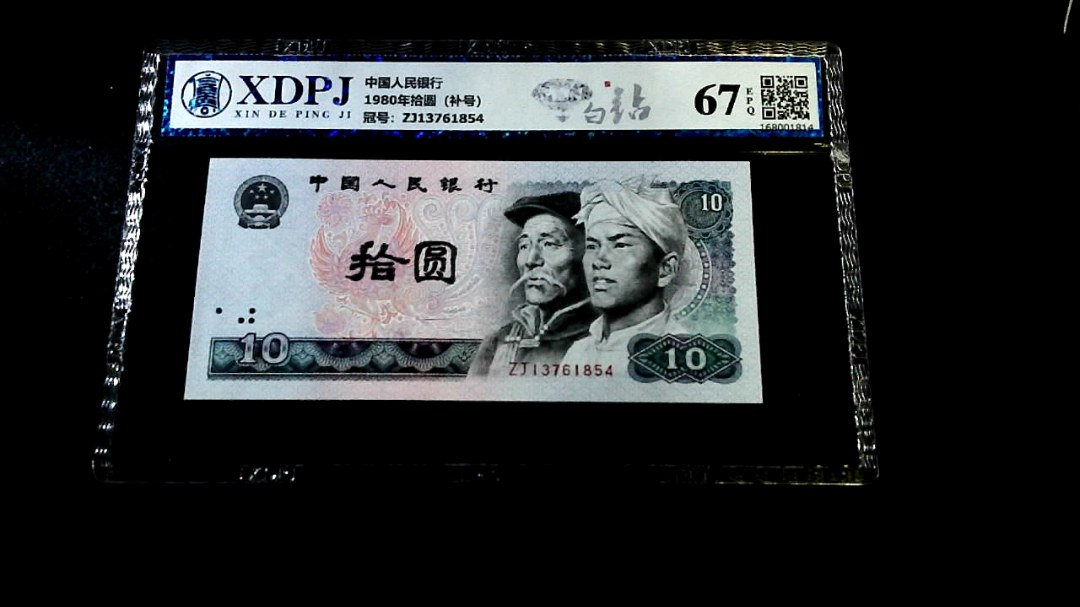 XDPJ
XIN DE PING JI
中国人民银行
1980年拾圆（补号）
冠号：ZJ13761854
白钻
67
EPQ
168001814
中国人民银行
10
拾圆
10
ZJ13761854
10